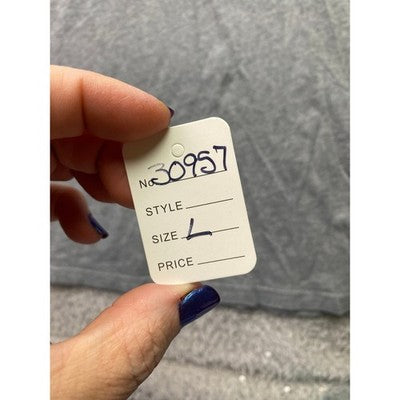 No 30957
STYLE
SIZE L
PRICE